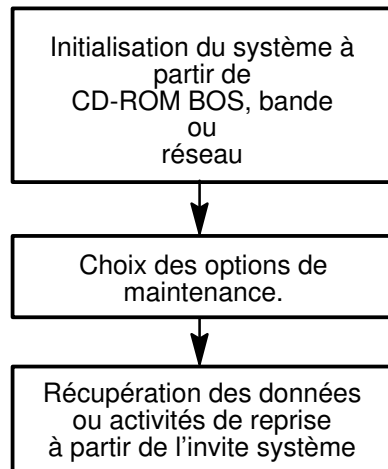 Initialisation du système à
partir de
CD-ROM BOS, bande
ou
réseau
Choix des options de
maintenance.
Récupération des données
ou activités de reprise
à partir de l'invite système